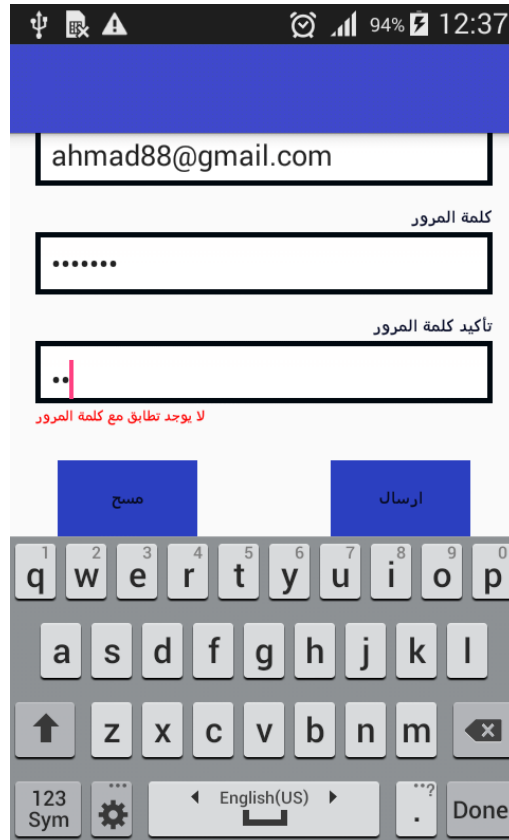 94% 12:37
ahmad88@gmail.com
كلمة المرور
•••••••
تأكيد كلمة المرور
••
لا يوجد تطابق مع كلمة المرور
ارسال
مسح
1 2 3 4 5 6 7 8 9 0
q w e r t y u i o p
a s d f g h j k l
z x c v b n m
123 Sym ... English(US) . ...? Done